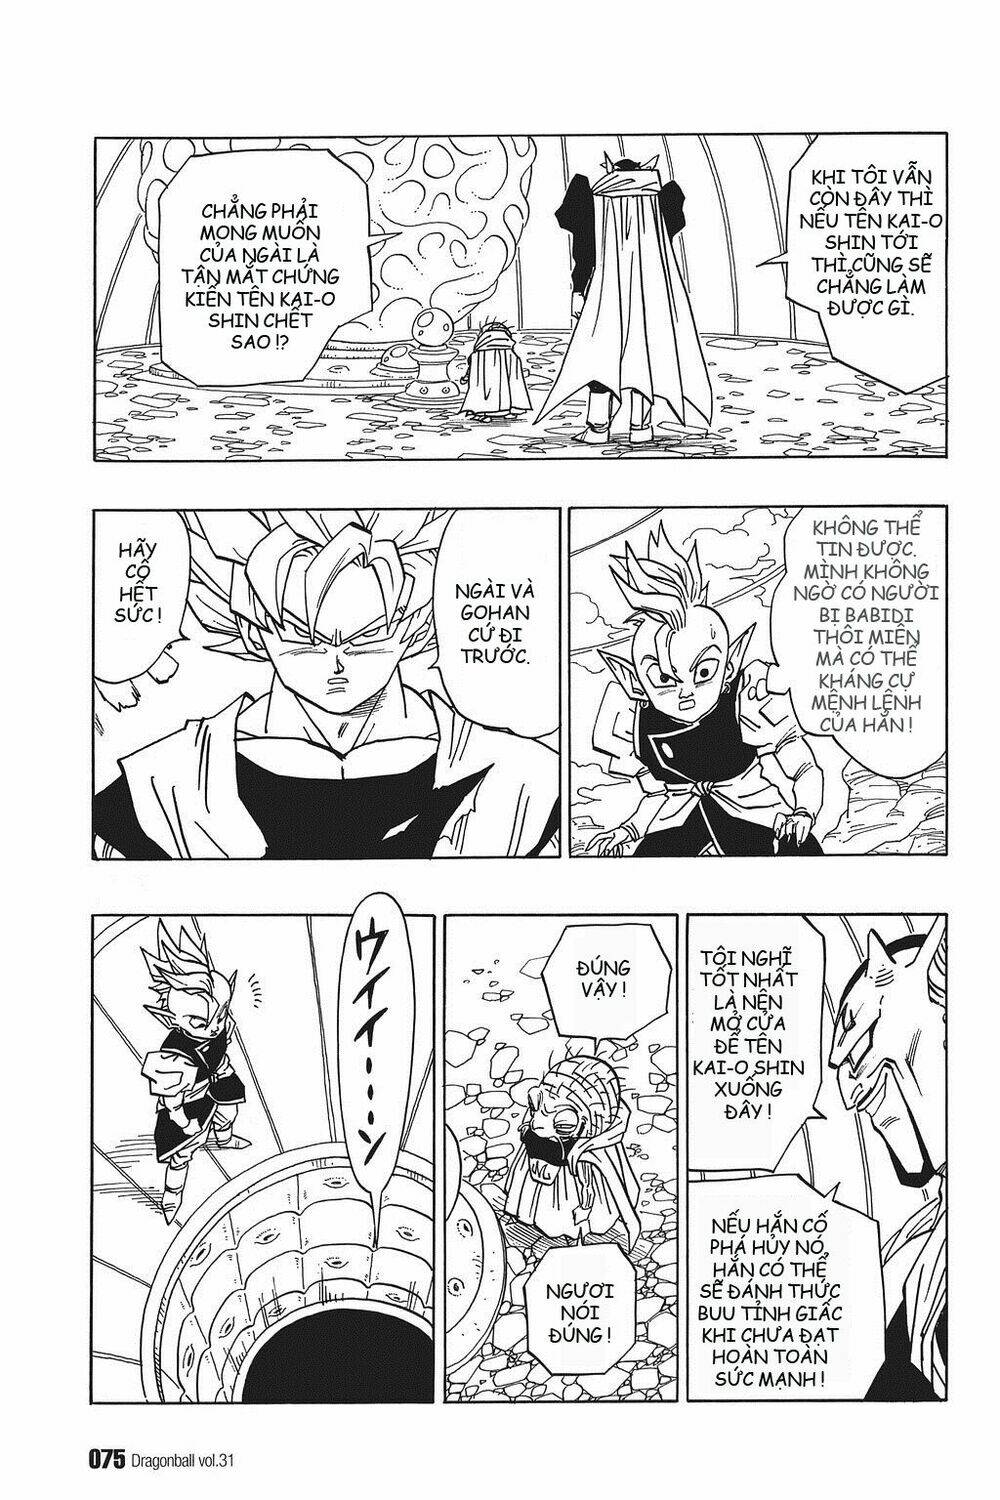 KHI TÔI VẪN
CÒN ĐÂY THÌ
NẾU TÊN KAI-O
SHIN TỚI
THÌ CŨNG SẼ
CHẲNG LÀM
ĐƯỢC GÌ.
CHẲNG PHẢI
MONG MUỐN
CỦA NGÀI LÀ
TẬN MẮT CHỨNG
KIẾN TÊN KAI-O
SHIN CHẾT
SAO !?
KHÔNG THỂ
TIN ĐƯỢC.
MÌNH KHÔNG
NGỜ CÓ NGƯỜI
BỊ BABIDI
THÔI MIÊN
MÀ CÓ THỂ
KHÁNG CỰ
MỆNH LỆNH
CỦA HẮN !
NGÀI VÀ
GOHAN
CỨ ĐI
TRƯỚC.
HÃY
CỐ
HẾT
SỨC !
TÔI NGHĨ
TỐT NHẤT
LÀ NÊN
MỞ CỬA
ĐỂ TÊN
KAI-O SHIN
XUỐNG
ĐÂY !
NẾU HẮN CỐ
PHÁ HỦY NÓ,
HẮN CÓ THỂ
SẼ ĐÁNH THỨC
BUU TỈNH GIẤC
KHI CHƯA ĐẠT
HOÀN TOÀN
SỨC MẠNH !
ĐÚNG
VẬY !
NGƯƠI
NÓI
ĐÚNG !
ウイイ・・・・・ン
075 Dragonball vol.31